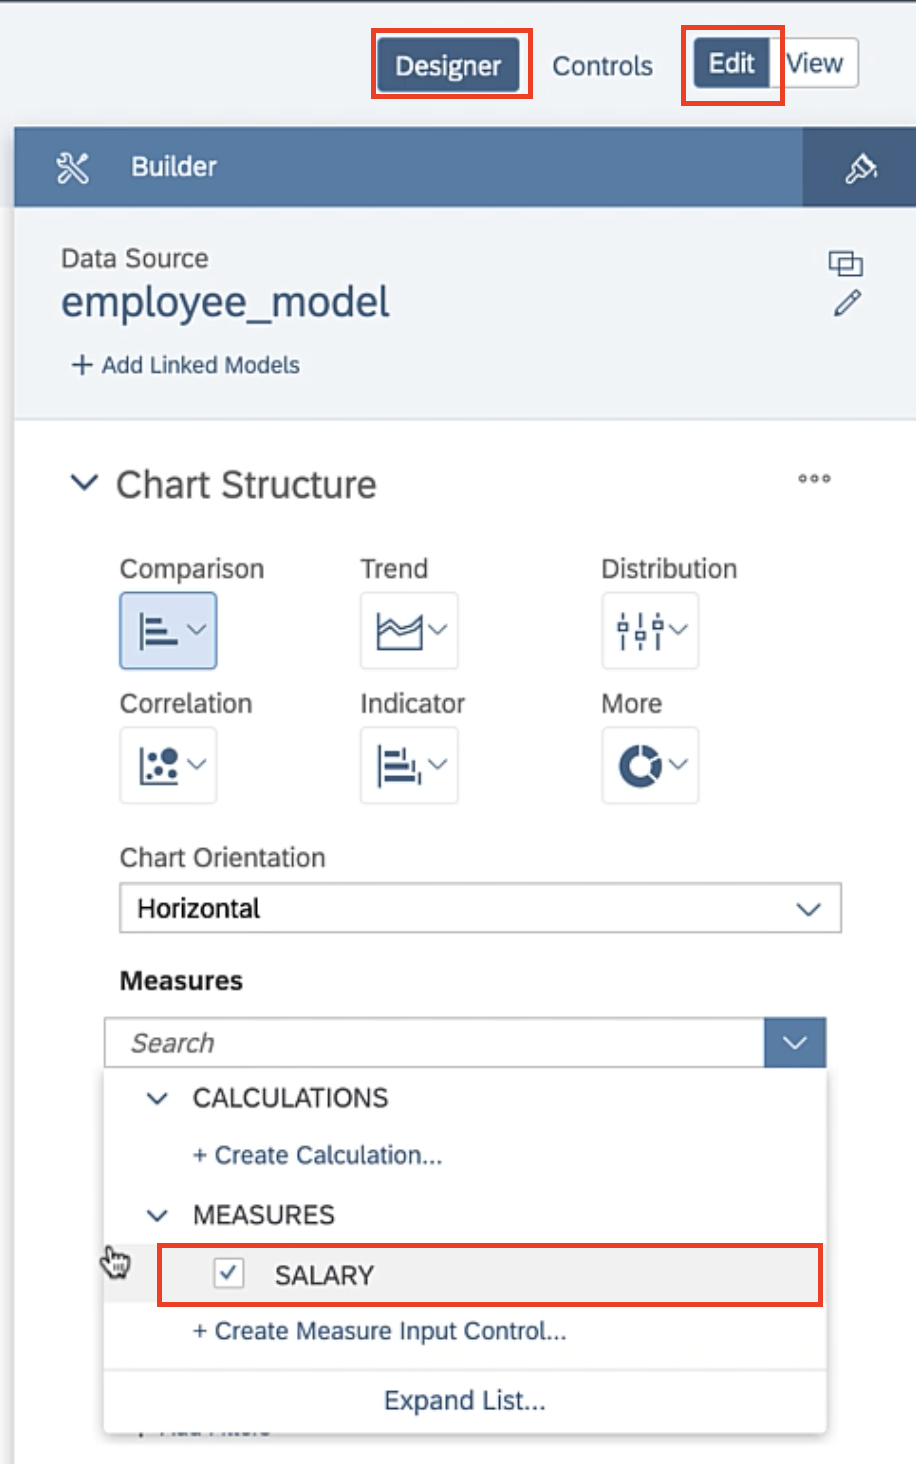 Designer Controls Edit View
Builder
Data Source
employee_model
+ Add Linked Models
Chart Structure
Comparison Trend Distribution
Correlation Indicator More
Chart Orientation
Horizontal
Measures
Search
CALCULATIONS
+ Create Calculation...
MEASURES
SALARY
+ Create Measure Input Control...
Expand List...